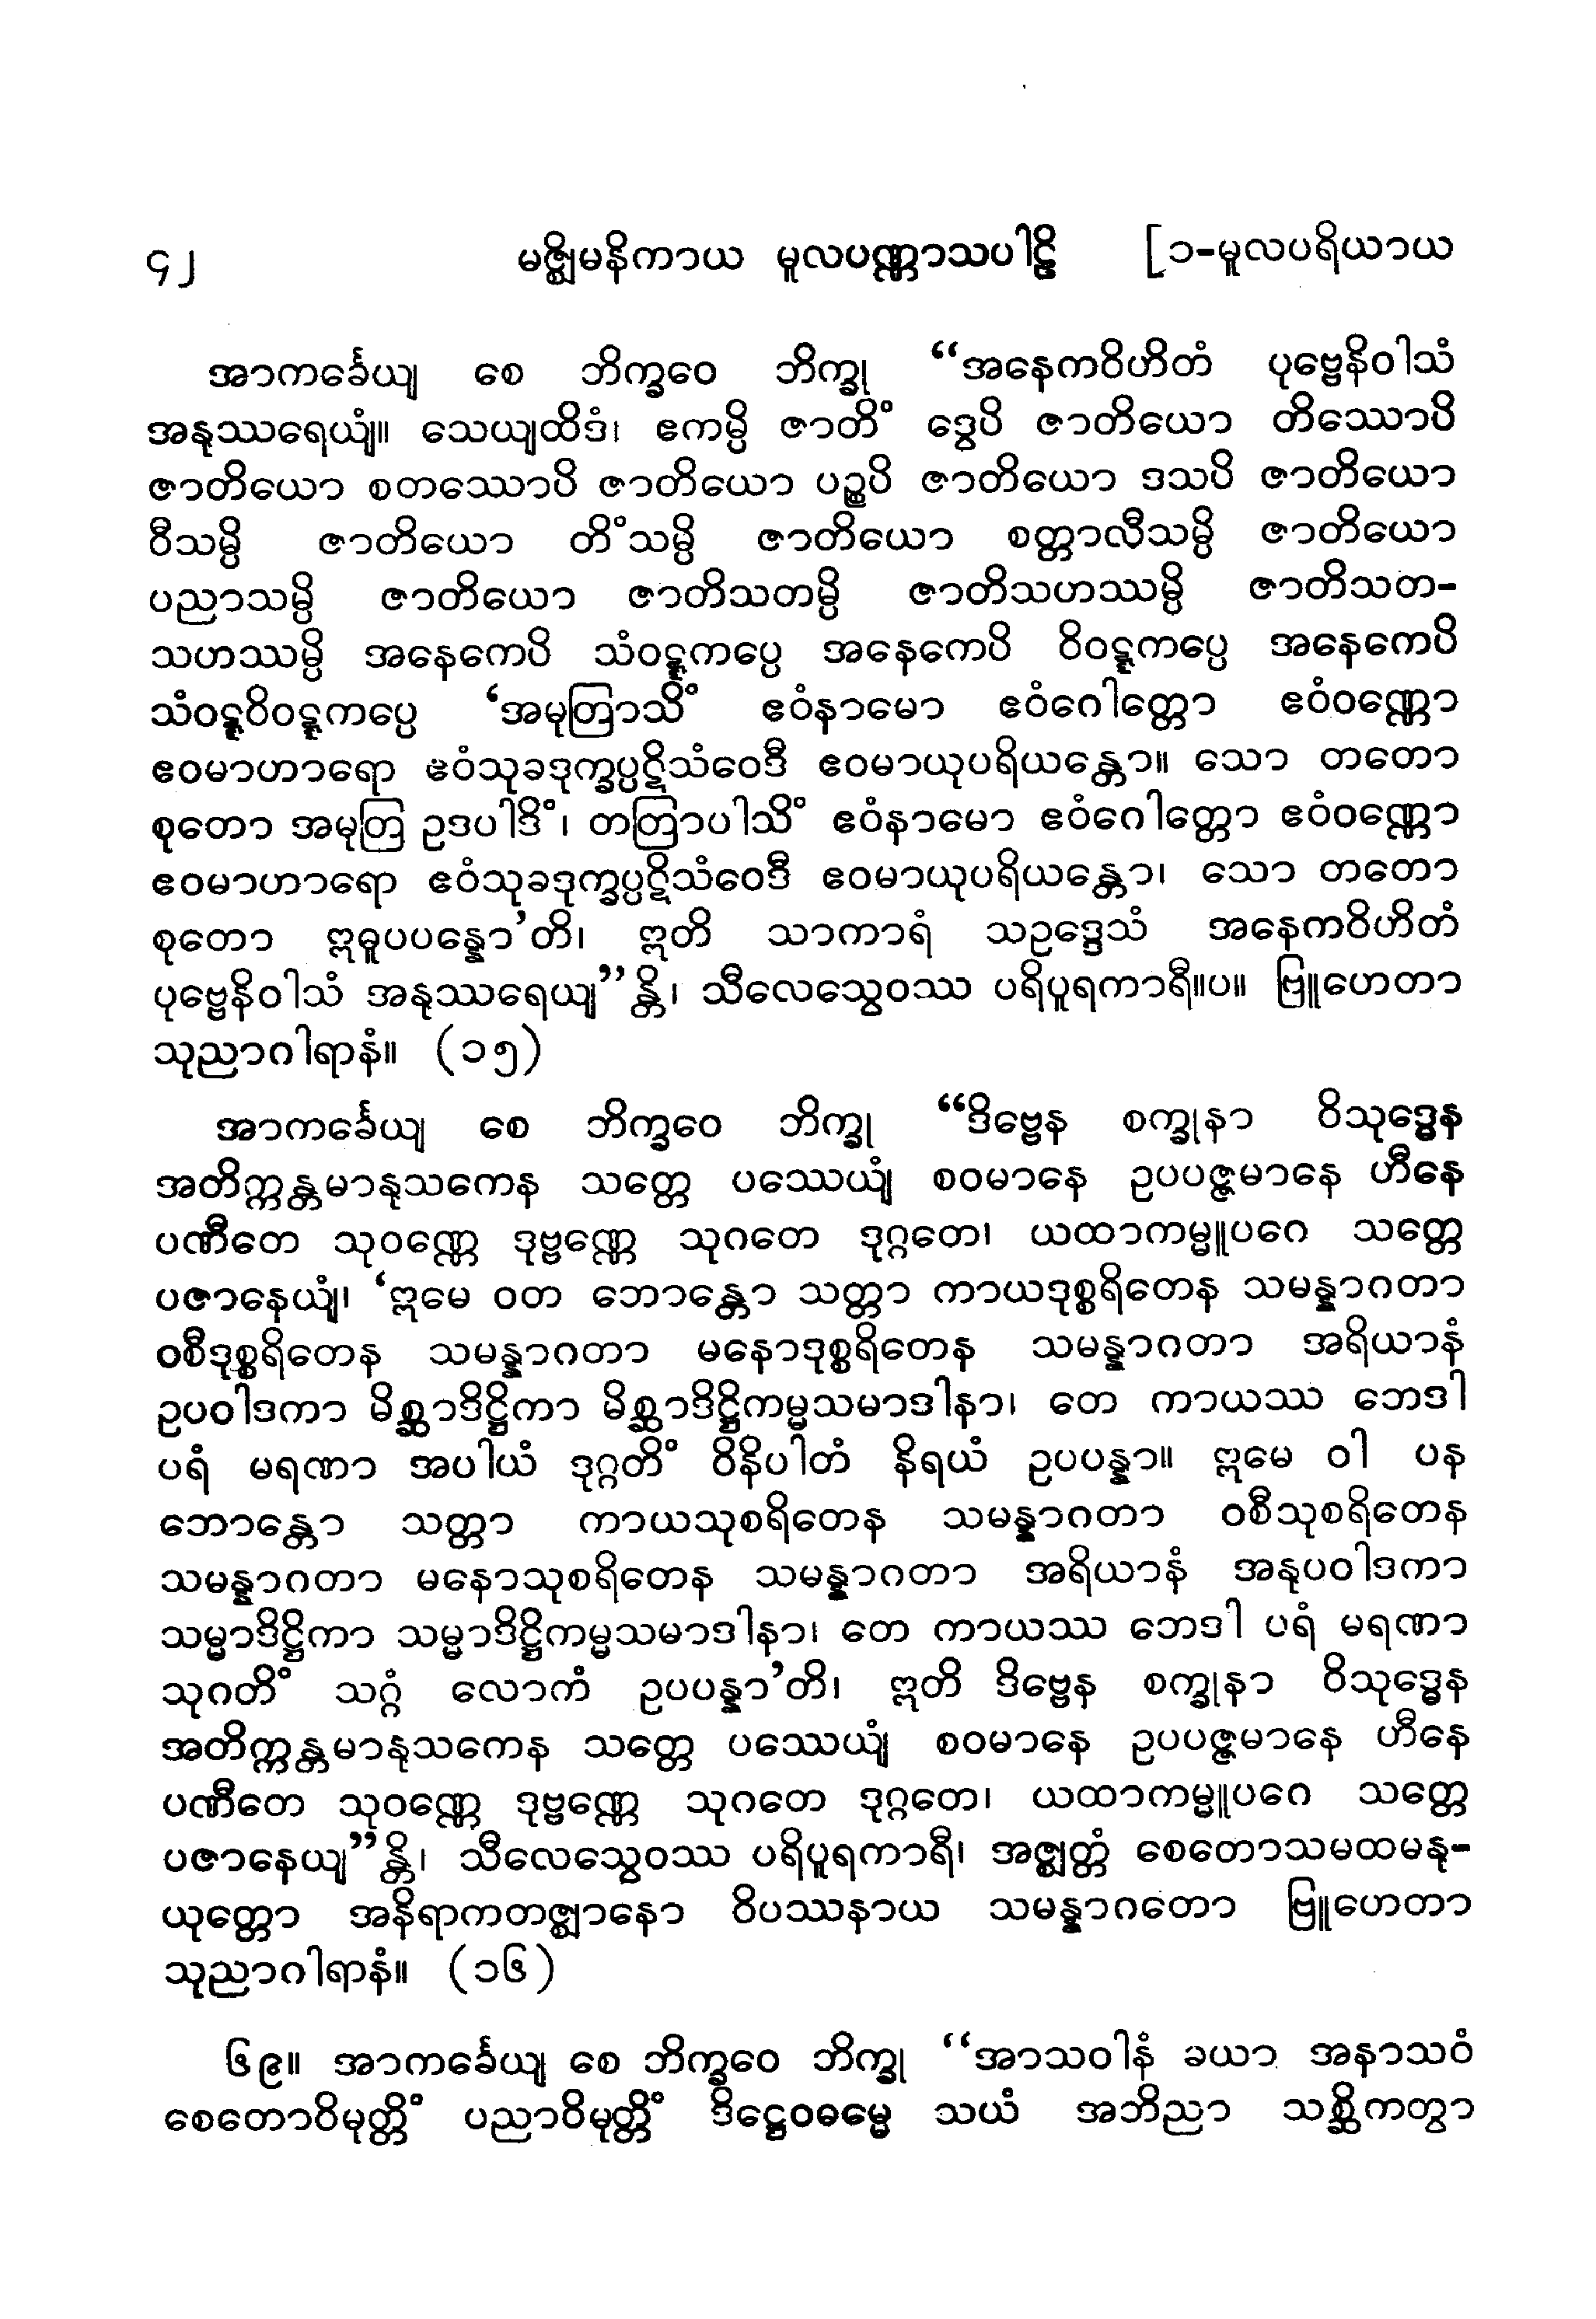 ၄၂ မဇ္ဈိမနိကာယ မူလပဏ္ဏာသပါဠိ [၁-မူလပရိယာယ
အာကင်္ခေယျ စေ ဘိက္ခဝေ ဘိက္ခု “အနေကဝိဟိတံ ပုဗ္ဗေနိဝါသံ
အနုဿရေယျံ။ သေယျထိဒံ၊ ဧကမ္ပိ ဇာတိံ ဒွေပိ ဇာတိယော တိဿောပိ
ဇာတိယော စတဿောပိ ဇာတိယော ပဉ္စပိ ဇာတိယော ဒသပိ ဇာတိယော
ဝီသမ္ပိ ဇာတိယော တိံသမ္ပိ ဇာတိယော စတ္တာလီသမ္ပိ ဇာတိယော
ပညာသမ္ပိ ဇာတိယော ဇာတိသတမ္ပိ ဇာတိသဟဿမ္ပိ ဇာတိသတ-
သဟဿမ္ပိ အနေကေပိ သံဝဋ္ဋကပ္ပေ အနေကေပိ ဝိဝဋ္ဋကပ္ပေ အနေကေပိ
သံဝဋ္ဋဝိဝဋ္ဋကပ္ပေ ‘အမုတြာသိံ ဧဝံနာမော ဧဝံဂေါတ္တော ဧဝံဝဏ္ဏော
ဧဝမာဟာရော ဧဝံသုခဒုက္ခပ္ပဋိသံဝေဒီ ဧဝမာယုပရိယန္တော။ သော တတော
စုတော အမုတြ ဥဒပါဒိံ၊ တတြာပါသိံ ဧဝံနာမော ဧဝံဂေါတ္တော ဧဝံဝဏ္ဏော
ဧဝမာဟာရော ဧဝံသုခဒုက္ခပ္ပဋိသံဝေဒီ ဧဝမာယုပရိယန္တော၊ သော တတော
စုတော ဣဓူပပန္နော’တိ၊ ဣတိ သာကာရံ သဥဒ္ဒေသံ အနေကဝိဟိတံ
ပုဗ္ဗေနိဝါသံ အနုဿရေယျ”န္တိ၊ သီလေသွေဝဿ ပရိပူရကာရီ။ပ။ ဗြူဟေတာ
သုညာဂါရာနံ။ (၁၅)
အာကင်္ခေယျ စေ ဘိက္ခဝေ ဘိက္ခု “ဒိဗ္ဗေန စက္ခုနာ ဝိသုဒ္ဓေန
အတိက္ကန္တမာနုသကေန သတ္တေ ပဿေယျံ စဝမာနေ ဥပပဇ္ဇမာနေ ဟီနေ
ပဏီတေ သုဝဏ္ဏေ ဒုဗ္ဗဏ္ဏေ သုဂတေ ဒုဂ္ဂတေ၊ ယထာကမ္မူပဂေ သတ္တေ
ပဇာနေယျံ၊ ‘ဣမေ ဝတ ဘောန္တော သတ္တာ ကာယဒုစ္စရိတေန သမန္နာဂတာ
ဝစီဒုစ္စရိတေန သမန္နာဂတာ မနောဒုစ္စရိတေန သမန္နာဂတာ အရိယာနံ
ဥပဝါဒကာ မိစ္ဆာဒိဋ္ဌိကာ မိစ္ဆာဒိဋ္ဌိကမ္မသမာဒါနာ၊ တေ ကာယဿ ဘေဒါ
ပရံ မရဏာ အပါယံ ဒုဂ္ဂတိံ ဝိနိပါတံ နိရယံ ဥပပန္နာ။ ဣမေ ဝါ ပန
ဘောန္တော သတ္တာ ကာယသုစရိတေန သမန္နာဂတာ ဝစီသုစရိတေန
သမန္နာဂတာ မနောသုစရိတေန သမန္နာဂတာ အရိယာနံ အနုပဝါဒကာ
သမ္မာဒိဋ္ဌိကာ သမ္မာဒိဋ္ဌိကမ္မသမာဒါနာ၊ တေ ကာယဿ ဘေဒါ ပရံ မရဏာ
သုဂတိံ သဂ္ဂံ လောကံ ဥပပန္နာ’တိ၊ ဣတိ ဒိဗ္ဗေန စက္ခုနာ ဝိသုဒ္ဓေန
အတိက္ကန္တမာနုသကေန သတ္တေ ပဿေယျံ စဝမာနေ ဥပပဇ္ဇမာနေ ဟီနေ
ပဏီတေ သုဝဏ္ဏေ ဒုဗ္ဗဏ္ဏေ သုဂတေ ဒုဂ္ဂတေ၊ ယထာကမ္မူပဂေ သတ္တေ
ပဇာနေယျ”န္တိ၊ သီလေသွေဝဿ ပရိပူရကာရီ၊ အဇ္ဈတ္တံ စေတောသမထမနု-
ယုတ္တော အနိရာကတဇ္ဈာနော ဝိပဿနာယ သမန္နာဂတော ဗြူဟေတာ
သုညာဂါရာနံ။ (၁၆)
၆၉။ အာကင်္ခေယျ စေ ဘိက္ခဝေ ဘိက္ခု “အာသဝါနံ ခယာ အနာသဝံ
စေတောဝိမုတ္တိံ ပညာဝိမုတ္တိံ ဒိဋ္ဌေဝဓမ္မေ သယံ အဘိညာ သစ္ဆိကတွာ